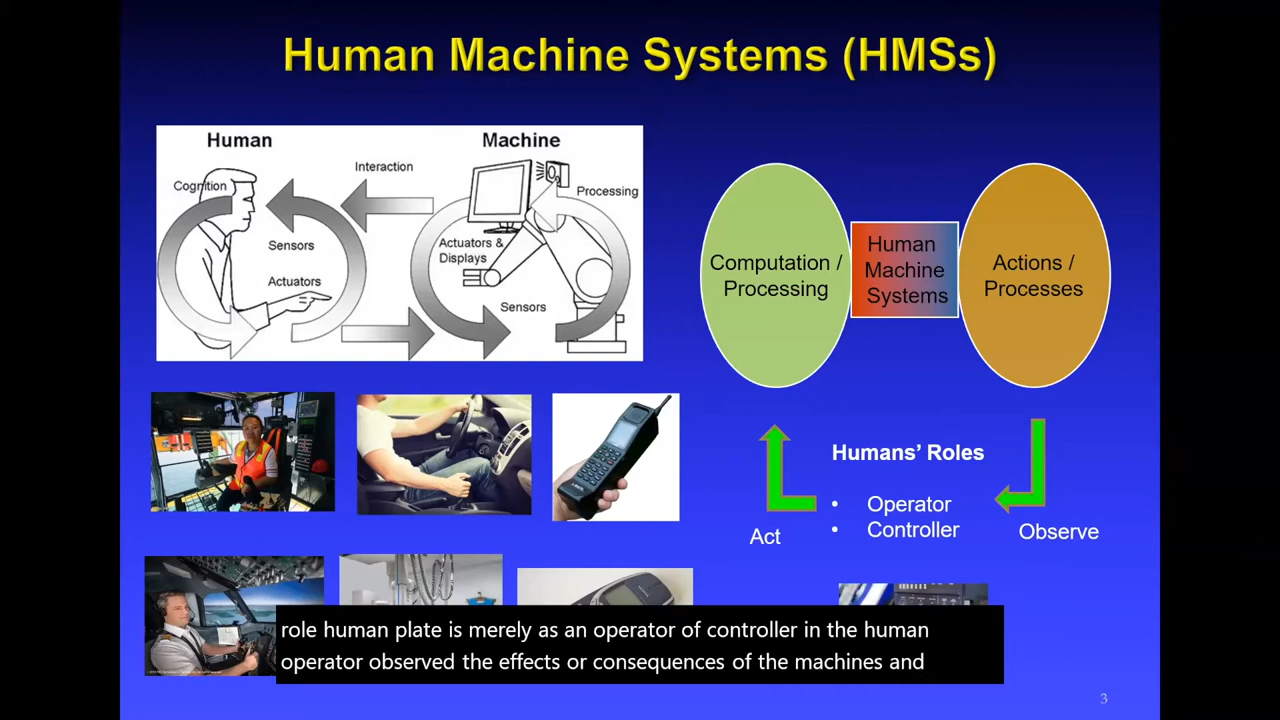 Human Machine Systems (HMSs)
Human
Machine
Interaction
Cognition
Processing
Sensors
Actuators &
Displays
Actuators
Sensors
Computation /
Processing
Human
Machine
Systems
Actions /
Processes
Humans' Roles
• Operator
• Controller
Act
Observe
role human plate is merely as an operator of controller in the human
operator observed the effects or consequences of the machines and
3